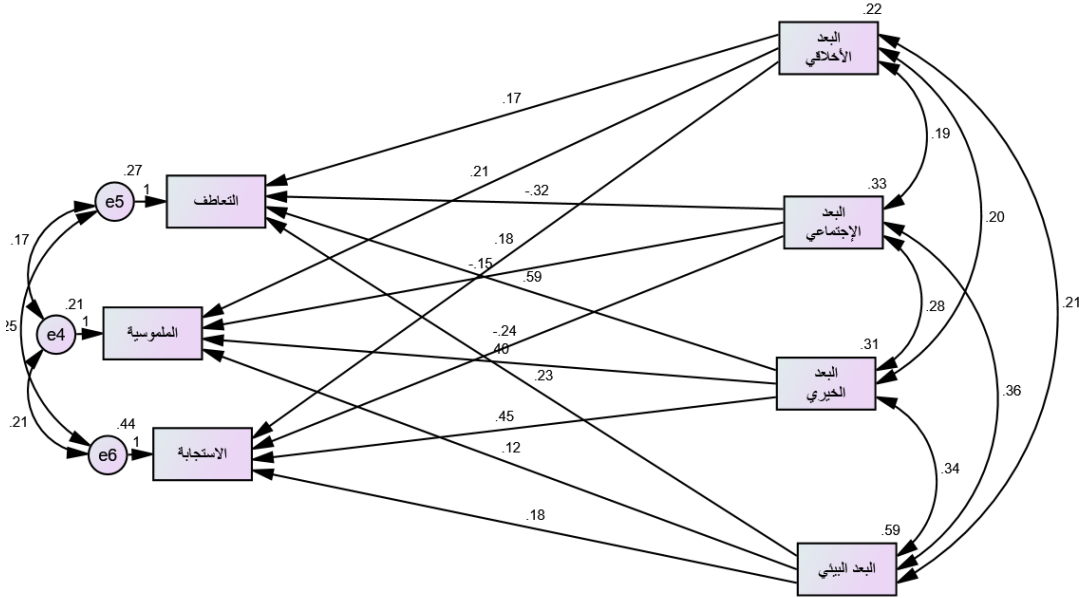 .22
البعد
الأخلاقي
.17
.19
.21
.27
-.32
.33
e5
1
التعاطف
البعد
الإجتماعي
.20
.17
.18
-.15
.59
.21
.21
e4
1
الملموسية
.28
25
-.24
.40
.31
.23
البعد
الخيري
.36
.21
.44
.45
e6
1
الاستجابة
.12
.34
.18
.59
البعد البيئي